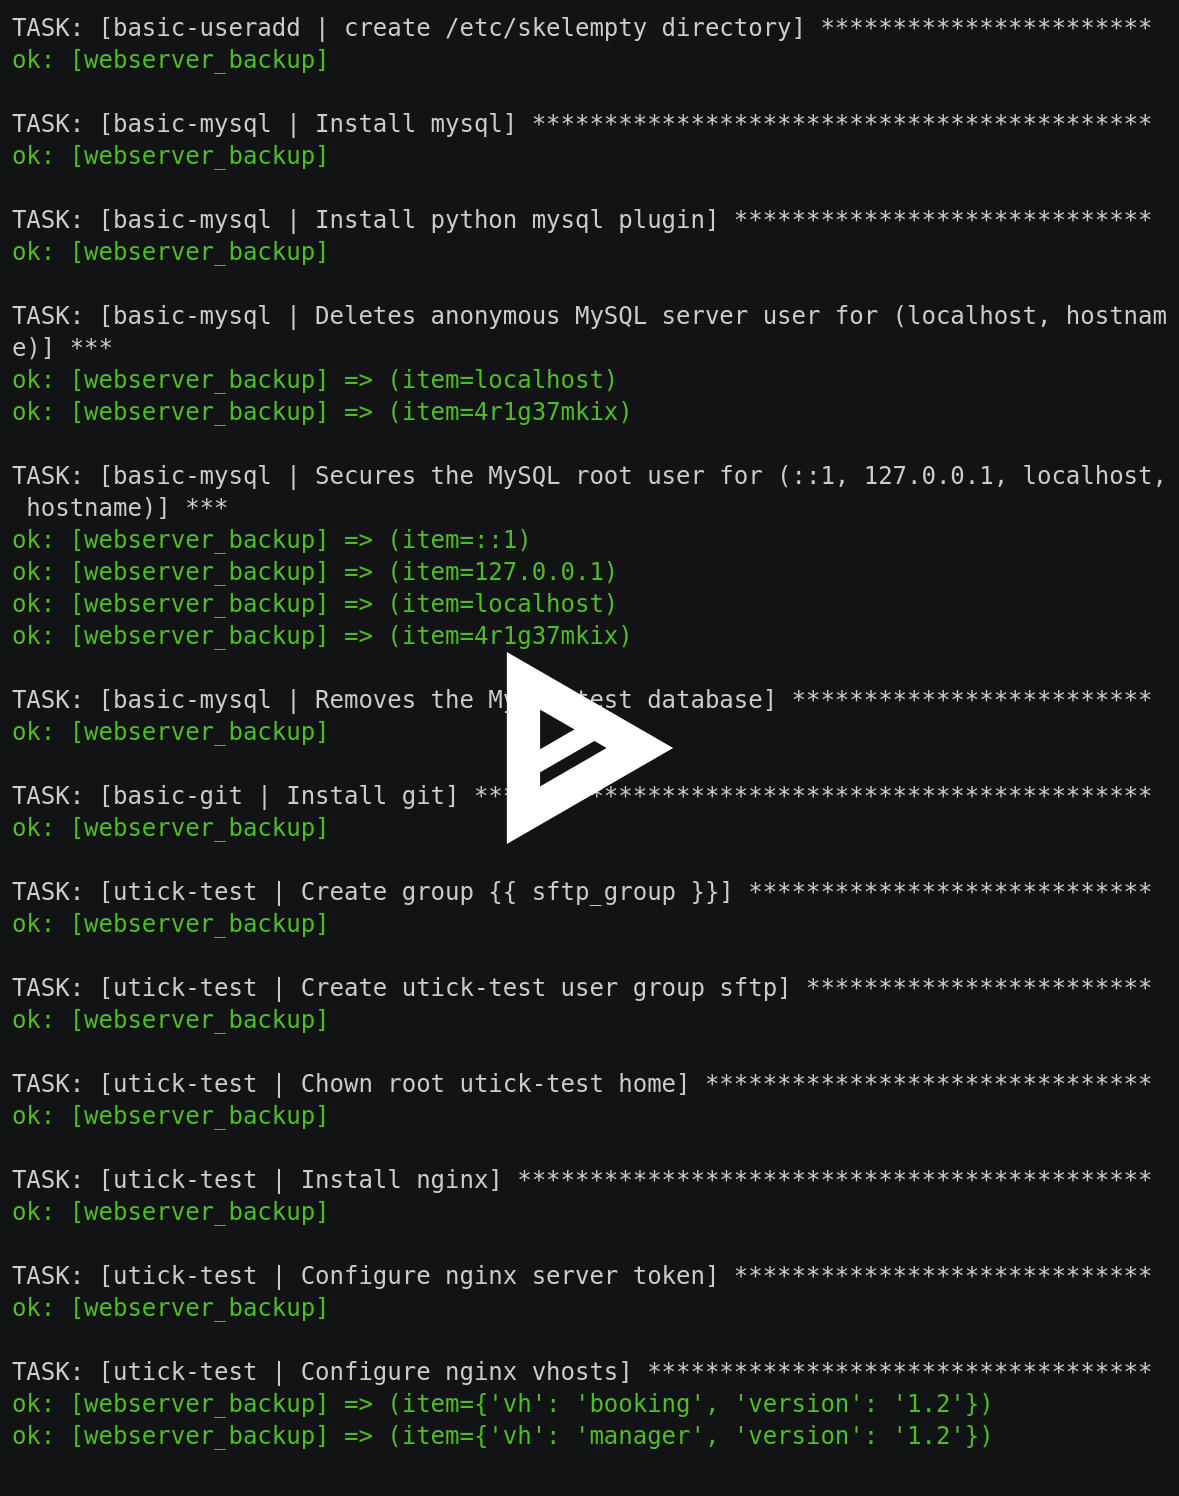 TASK: [basic-useradd | create /etc/skelempty directory] ***********************
ok: [webserver_backup]
TASK: [basic-mysql | Install mysql] *******************************************
ok: [webserver_backup]
TASK: [basic-mysql | Install python mysql plugin] *****************************
ok: [webserver_backup]
TASK: [basic-mysql | Deletes anonymous MySQL server user for (localhost, hostnam
e)] ***
ok: [webserver_backup] => (item=localhost)
ok: [webserver_backup] => (item=4r1g37mkix)
TASK: [basic-mysql | Secures the MySQL root user for (::1, 127.0.0.1, localhost,
hostname)] ***
ok: [webserver_backup] => (item=::1)
ok: [webserver_backup] => (item=127.0.0.1)
ok: [webserver_backup] => (item=localhost)
ok: [webserver_backup] => (item=4r1g37mkix)
TASK: [basic-mysql | Removes the test database] *************************
ok: [webserver_backup]
TASK: [basic-git | Install git] ***********************************************
ok: [webserver_backup]
TASK: [utick-test | Create group {{ sftp_group }}] ****************************
ok: [webserver_backup]
TASK: [utick-test | Create utick-test user group sftp] ************************
ok: [webserver_backup]
TASK: [utick-test | Chown root utick-test home] *******************************
ok: [webserver_backup]
TASK: [utick-test | Install nginx] ********************************************
ok: [webserver_backup]
TASK: [utick-test | Configure nginx server token] *****************************
ok: [webserver_backup]
TASK: [utick-test | Configure nginx vhosts] ***********************************
ok: [webserver_backup] => (item={'vh': 'booking', 'version': '1.2'})
ok: [webserver_backup] => (item={'vh': 'manager', 'version': '1.2'})